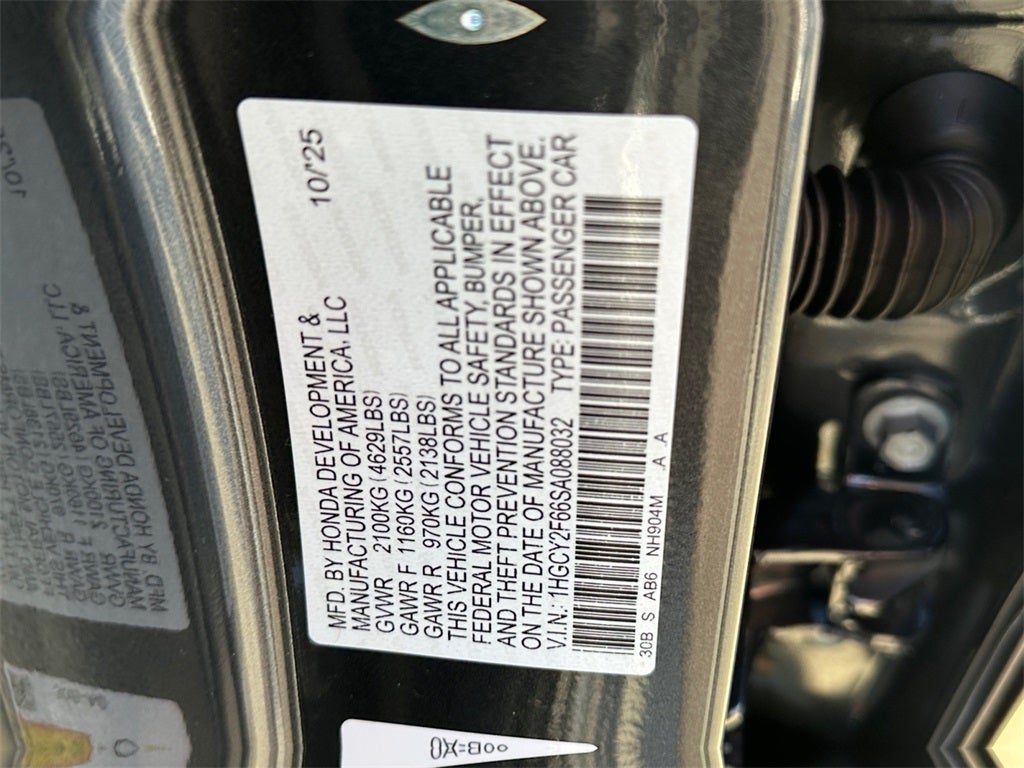 MFD. BY HONDA DEVELOPMENT & 10/'25
MANUFACTURING OF AMERICA, LLC
GVWR 2100KG (4629LBS)
GAWR F 1160KG (2557LBS)
GAWR R 970KG (2138LBS)
THIS VEHICLE CONFORMS TO ALL APPLICABLE
FEDERAL MOTOR VEHICLE SAFETY, BUMPER,
AND THEFT PREVENTION STANDARDS IN EFFECT
ON THE DATE OF MANUFACTURE SHOWN ABOVE.
V.I.N.: 1HGCY2F66SA088032 TYPE: PASSENGER CAR
30B S AB6 NH904M .A .A